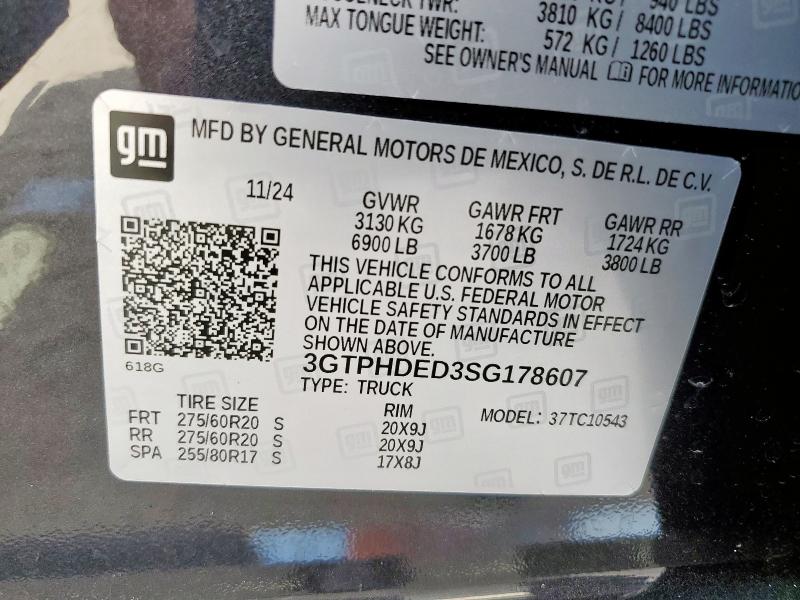 940 LBS
3810 KG/ 8400 LBS
MAX TONGUE WEIGHT: 572 KG/ 1260 LBS
SEE OWNER'S MANUAL FOR MORE INFORMATIO
gm MFD BY GENERAL MOTORS DE MEXICO, S. DE R.L. DE C.V.
11/24 GVWR GAWR FRT GAWR RR
3130 KG 1678 KG 1724 KG
6900 LB 3700 LB 3800 LB
THIS VEHICLE CONFORMS TO ALL
APPLICABLE U.S. FEDERAL MOTOR
VEHICLE SAFETY STANDARDS IN EFFECT
ON THE DATE OF MANUFACTURE
SHOWN ABOVE.
618G
3GTPHDED3SG178607
TYPE: TRUCK
TIRE SIZE RIM MODEL: 37TC10543
FRT 275/60R20 S 20X9J
RR 275/60R20 S 20X9J
SPA 255/80R17 S 17X8J